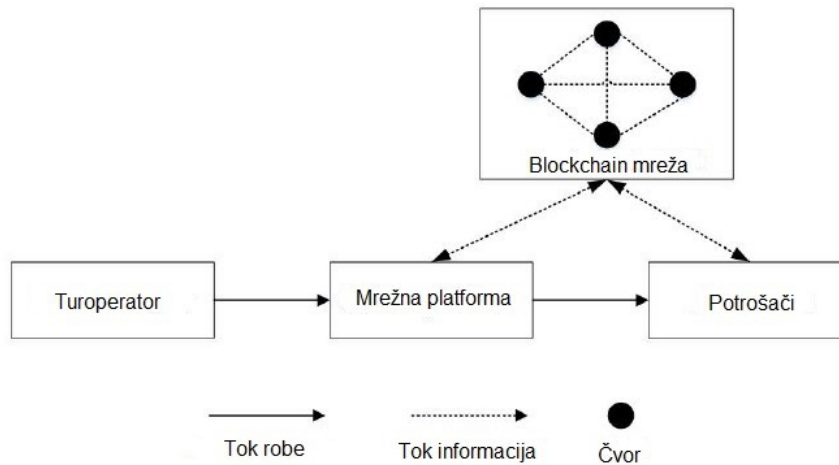 Blockchain mreža
Turoperator
Mrežna platforma
Potrošači
Tok robe
Tok informacija
Čvor